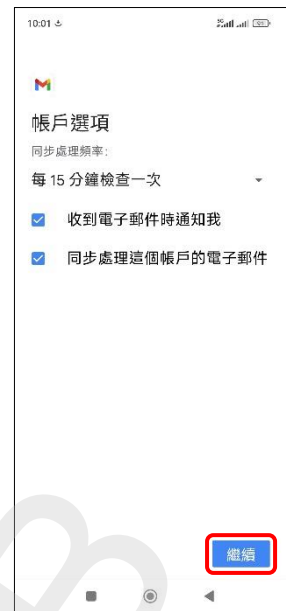 10:01
帳戶選項
同步處理頻率：
每 15 分鐘檢查一次
收到電子郵件時通知我
同步處理這個帳戶的電子郵件
繼續